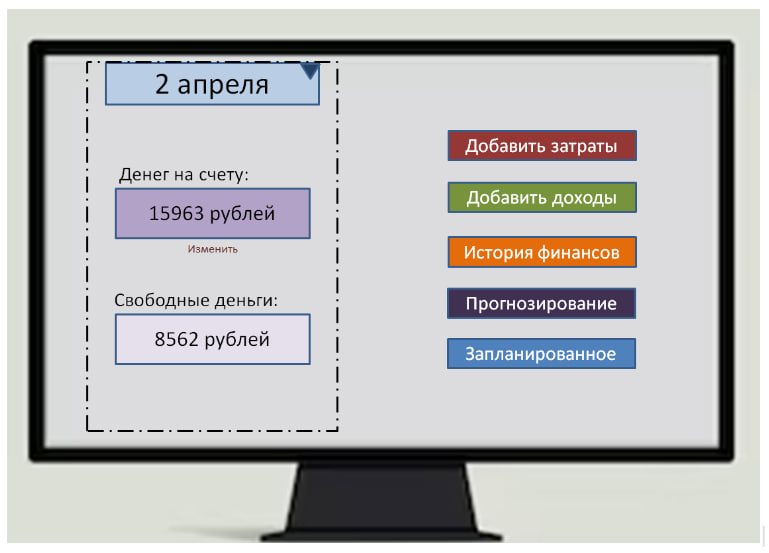 2 апреля
Денег на счету:
15963 рублей
Изменить
Свободные деньги:
8562 рублей
Добавить затраты
Добавить доходы
История финансов
Прогнозирование
Запланированное